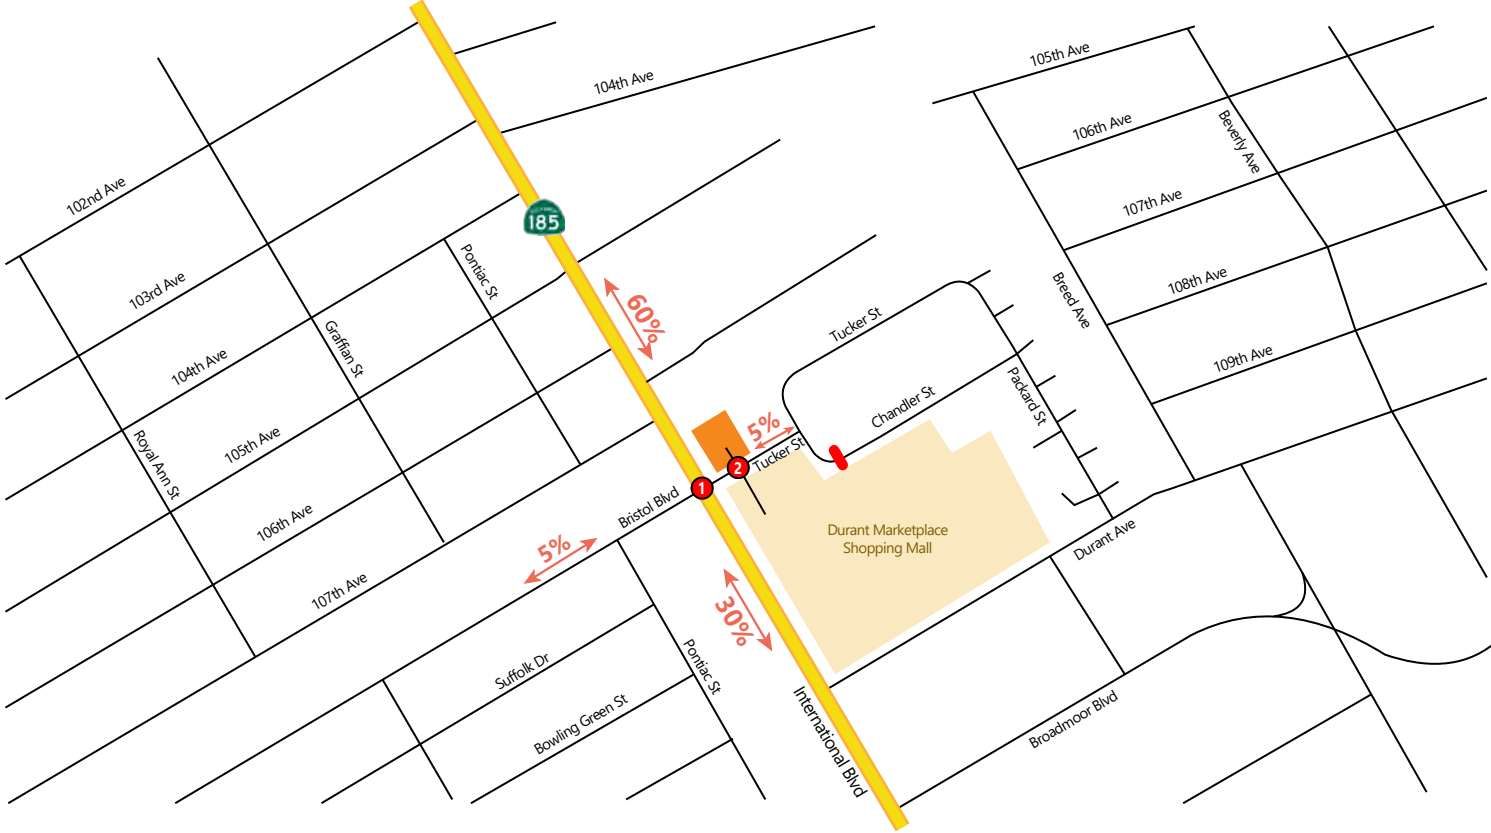 105th Ave
104th Ave
106th Ave
Beverly Ave
102nd Ave
107th Ave
185
Pontiac St
103rd Ave
108th Ave
Breed Ave
60%
Tucker St
Graffian St
104th Ave
109th Ave
Packard St
Chandler St
5%
Tucker St
105th Ave
Royal Ann St
2
1
Bristol Blvd
106th Ave
Durant Marketplace
Shopping Mall
Durant Ave
5%
107th Ave
30%
Suffolk Dr
Pontiac St
Bowling Green St
International Blvd
Broadmoor Blvd